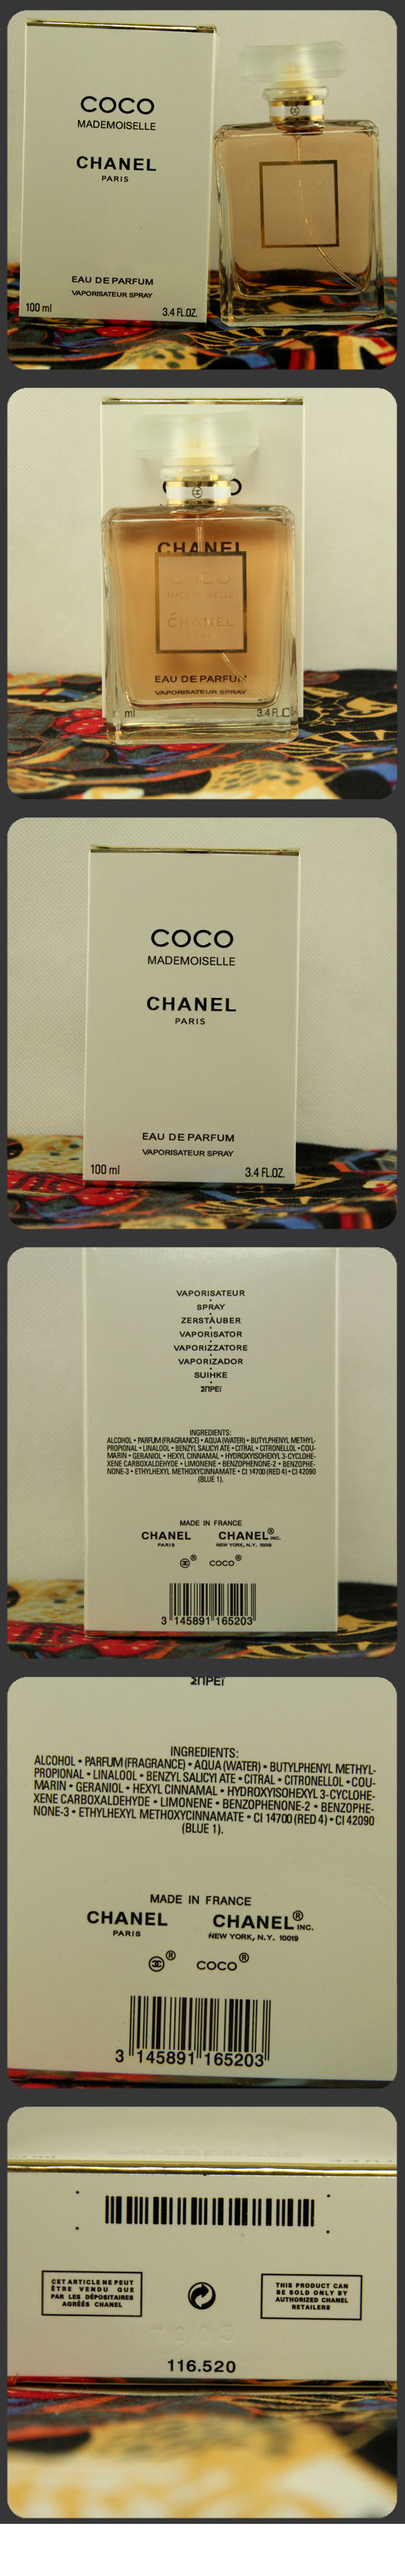 COCO
MADEMOISELLE
CHANEL
PARIS
EAU DE PARFUM
VAPORISATEUR SPRAY
100 ml 3.4 FL.OZ.
CHANEL
COCO
MADEMOISELLE
CHANEL
PARIS
EAU DE PARFUM
VAPORISATEUR SPRAY
ml 3.4 FL.O
COCO
MADEMOISELLE
CHANEL
PARIS
EAU DE PARFUM
VAPORISATEUR SPRAY
100 ml 3.4 FL.OZ.
VAPORISATEUR
SPRAY
ZERSTÄUBER
VAPORISATOR
VAPORIZZATORE
VAPORIZADOR
SUIHKE
ΣΠΡΕΪ
INGREDIENTS:
ALCOHOL • PARFUM (FRAGRANCE) • AQUA (WATER) • BUTYLPHENYL METHYL-
PROPIONAL • LINALOOL • BENZYL SALICYLATE • CITRAL • CITRONELLOL • COU-
MARIN • GERANIOL • HEXYL CINNAMAL • HYDROXYISOHEXYL 3-CYCLOHE-
XENE CARBOXALDEHYDE • LIMONENE • BENZOPHENONE-2 • BENZOPHE-
NONE-3 • ETHYLHEXYL METHOXYCINNAMATE • CI 14700 (RED 4) • CI 42090
(BLUE 1).
MADE IN FRANCE
CHANEL CHANEL® INC.
PARIS NEW YORK, N.Y. 10019
® COCO®
3 145891 165203
ΣΠΡΕΪ
INGREDIENTS:
ALCOHOL • PARFUM (FRAGRANCE) • AQUA (WATER) • BUTYLPHENYL METHYL-
PROPIONAL • LINALOOL • BENZYL SALICYLATE • CITRAL • CITRONELLOL • COU-
MARIN • GERANIOL • HEXYL CINNAMAL • HYDROXYISOHEXYL 3-CYCLOHE-
XENE CARBOXALDEHYDE • LIMONENE • BENZOPHENONE-2 • BENZOPHE-
NONE-3 • ETHYLHEXYL METHOXYCINNAMATE • CI 14700 (RED 4) • CI 42090
(BLUE 1).
MADE IN FRANCE
CHANEL CHANEL® INC.
PARIS NEW YORK, N.Y. 10019
® COCO®
3 145891 165203
CET ARTICLE NE PEUT
ÊTRE VENDU QUE
PAR LES DÉPOSITAIRES
AGRÉÉS CHANEL
THIS PRODUCT CAN
BE SOLD ONLY BY
AUTHORIZED CHANEL
RETAILERS
116.520